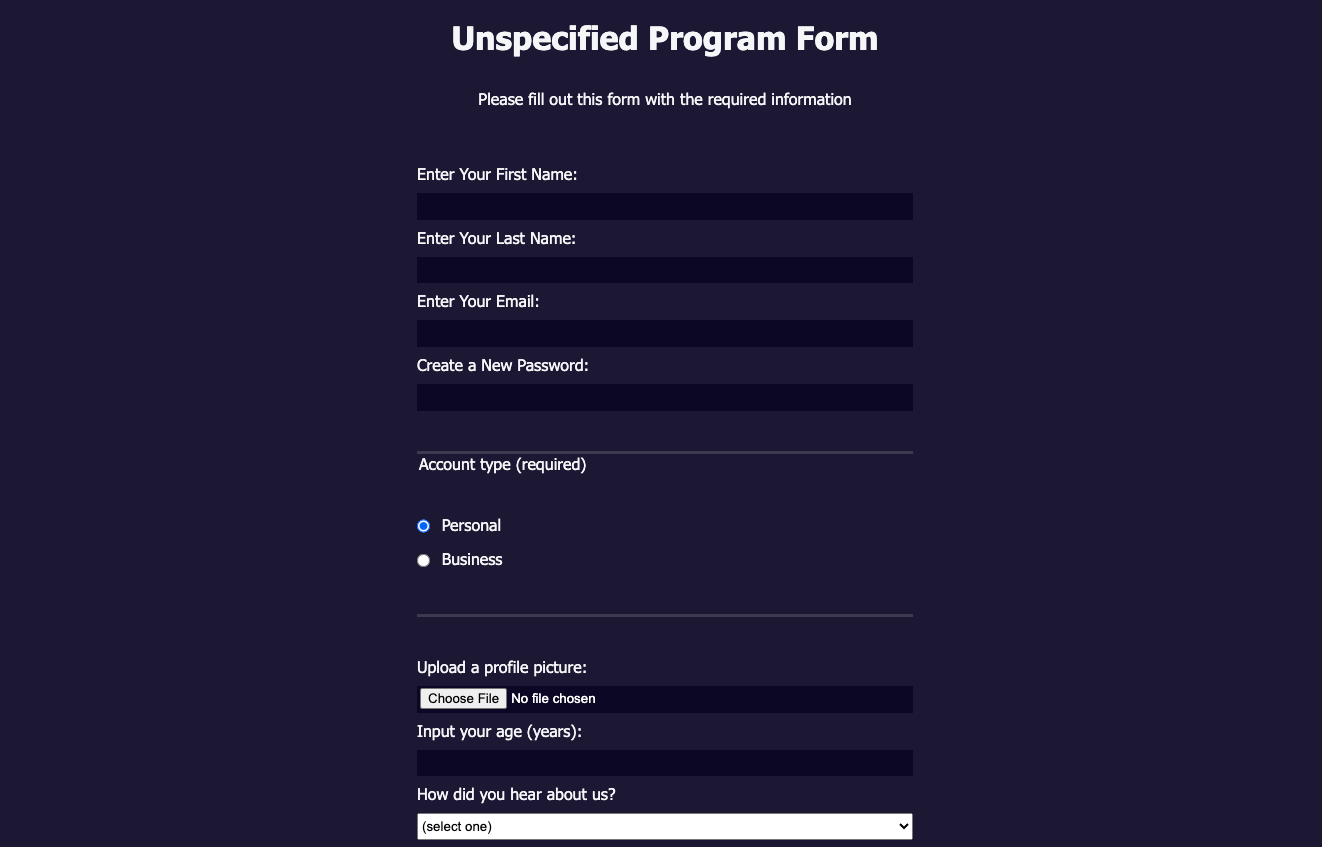 Unspecified Program Form
Please fill out this form with the required information
Enter Your First Name:
Enter Your Last Name:
Enter Your Email:
Create a New Password:
Account type (required)
Personal
Business
Upload a profile picture:
Choose File No file chosen
Input your age (years):
How did you hear about us?
(select one)